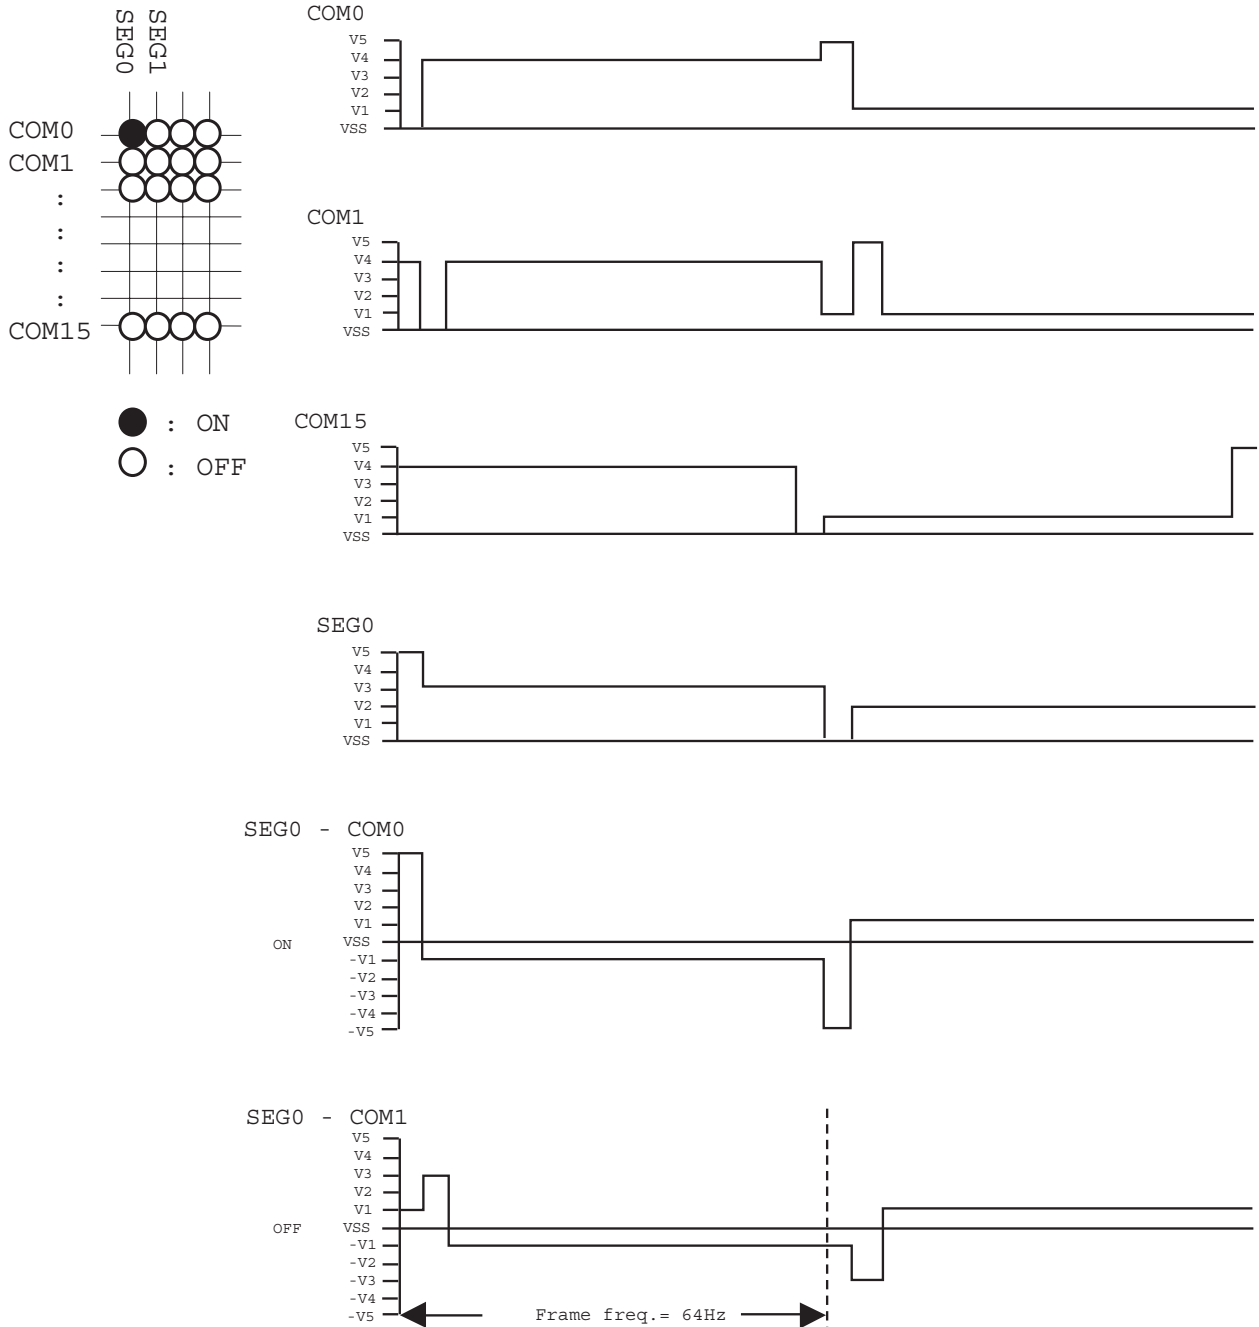 SEG0
SEG1
COM0
COM1
:
:
:
:
COM15
: ON
: OFF
COM0
V5
V4
V3
V2
V1
VSS
COM1
V5
V4
V3
V2
V1
VSS
COM15
V5
V4
V3
V2
V1
VSS
SEG0
V5
V4
V3
V2
V1
VSS
SEG0 - COM0
V5
V4
V3
V2
V1
ON
VSS
-V1
-V2
-V3
-V4
-V5
SEG0 - COM1
V5
V4
V3
V2
V1
OFF
VSS
-V1
-V2
-V3
-V4
-V5
Frame freq.= 64Hz